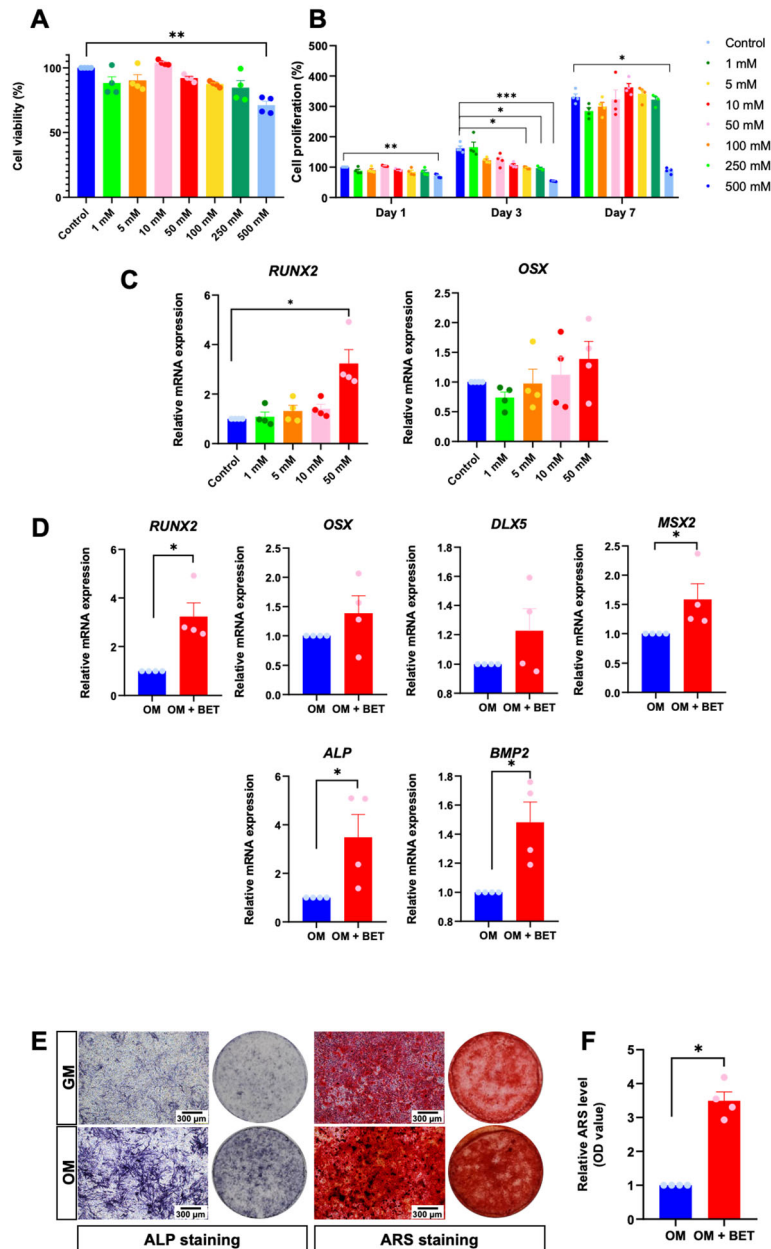 A
**
Cell viability (%)
100
75
50
25
0
Control
1 mM
5 mM
10 mM
50 mM
100 mM
250 mM
500 mM
B
Cell proliferation (%)
500
400
300
200
100
0
**
***
*
*
*
Day 1
Day 3
Day 7
Control
1 mM
5 mM
10 mM
50 mM
100 mM
250 mM
500 mM
C
RUNX2
Relative mRNA expression
6
4
2
0
*
Control
1 mM
5 mM
10 mM
50 mM
OSX
Relative mRNA expression
2.5
2.0
1.5
1.0
0.5
0.0
Control
1 mM
5 mM
10 mM
50 mM
D
RUNX2
Relative mRNA expression
6
4
2
0
*
OM
OM + BET
OSX
Relative mRNA expression
2.5
2.0
1.5
1.0
0.5
0.0
OM
OM + BET
DLX5
Relative mRNA expression
1.8
1.6
1.4
1.2
1.0
0.8
OM
OM + BET
MSX2
Relative mRNA expression
2.5
2.0
1.5
1.0
0.5
0.0
*
OM
OM + BET
ALP
Relative mRNA expression
6
4
2
0
*
OM
OM + BET
BMP2
Relative mRNA expression
1.8
1.6
1.4
1.2
1.0
0.8
*
OM
OM + BET
E
GM
300 μm
300 μm
OM
300 μm
300 μm
ALP staining
ARS staining
F
Relative ARS level
(OD value)
5
4
3
2
1
0
*
OM
OM + BET